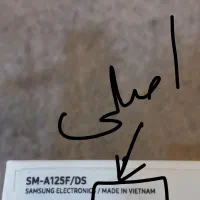 اصلی
SM-A125F/DS
SAMSUNG ELECTRONICS / MADE IN VIETNAM